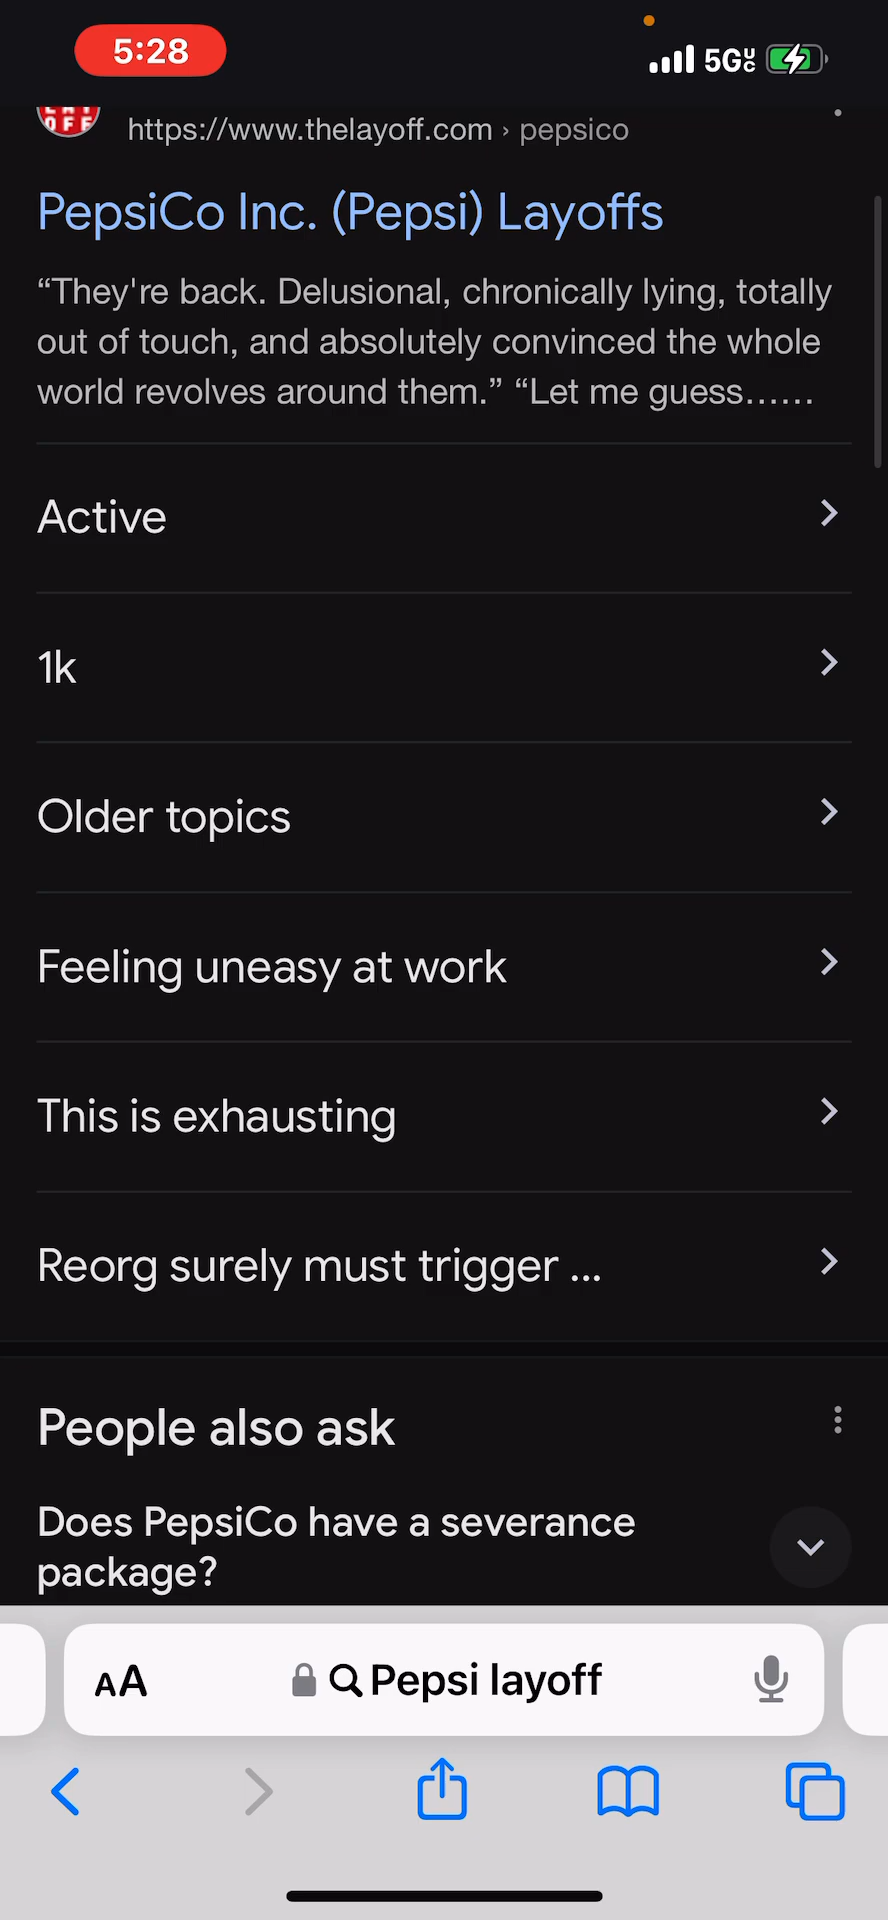 5:28
5G UC
LAY
OFF
https://www.thelayoff.com › pepsico
PepsiCo Inc. (Pepsi) Layoffs
“They're back. Delusional, chronically lying, totally
out of touch, and absolutely convinced the whole
world revolves around them.” “Let me guess......
Active
1k
Older topics
Feeling uneasy at work
This is exhausting
Reorg surely must trigger ...
People also ask
Does PepsiCo have a severance
package?
AA Pepsi layoff